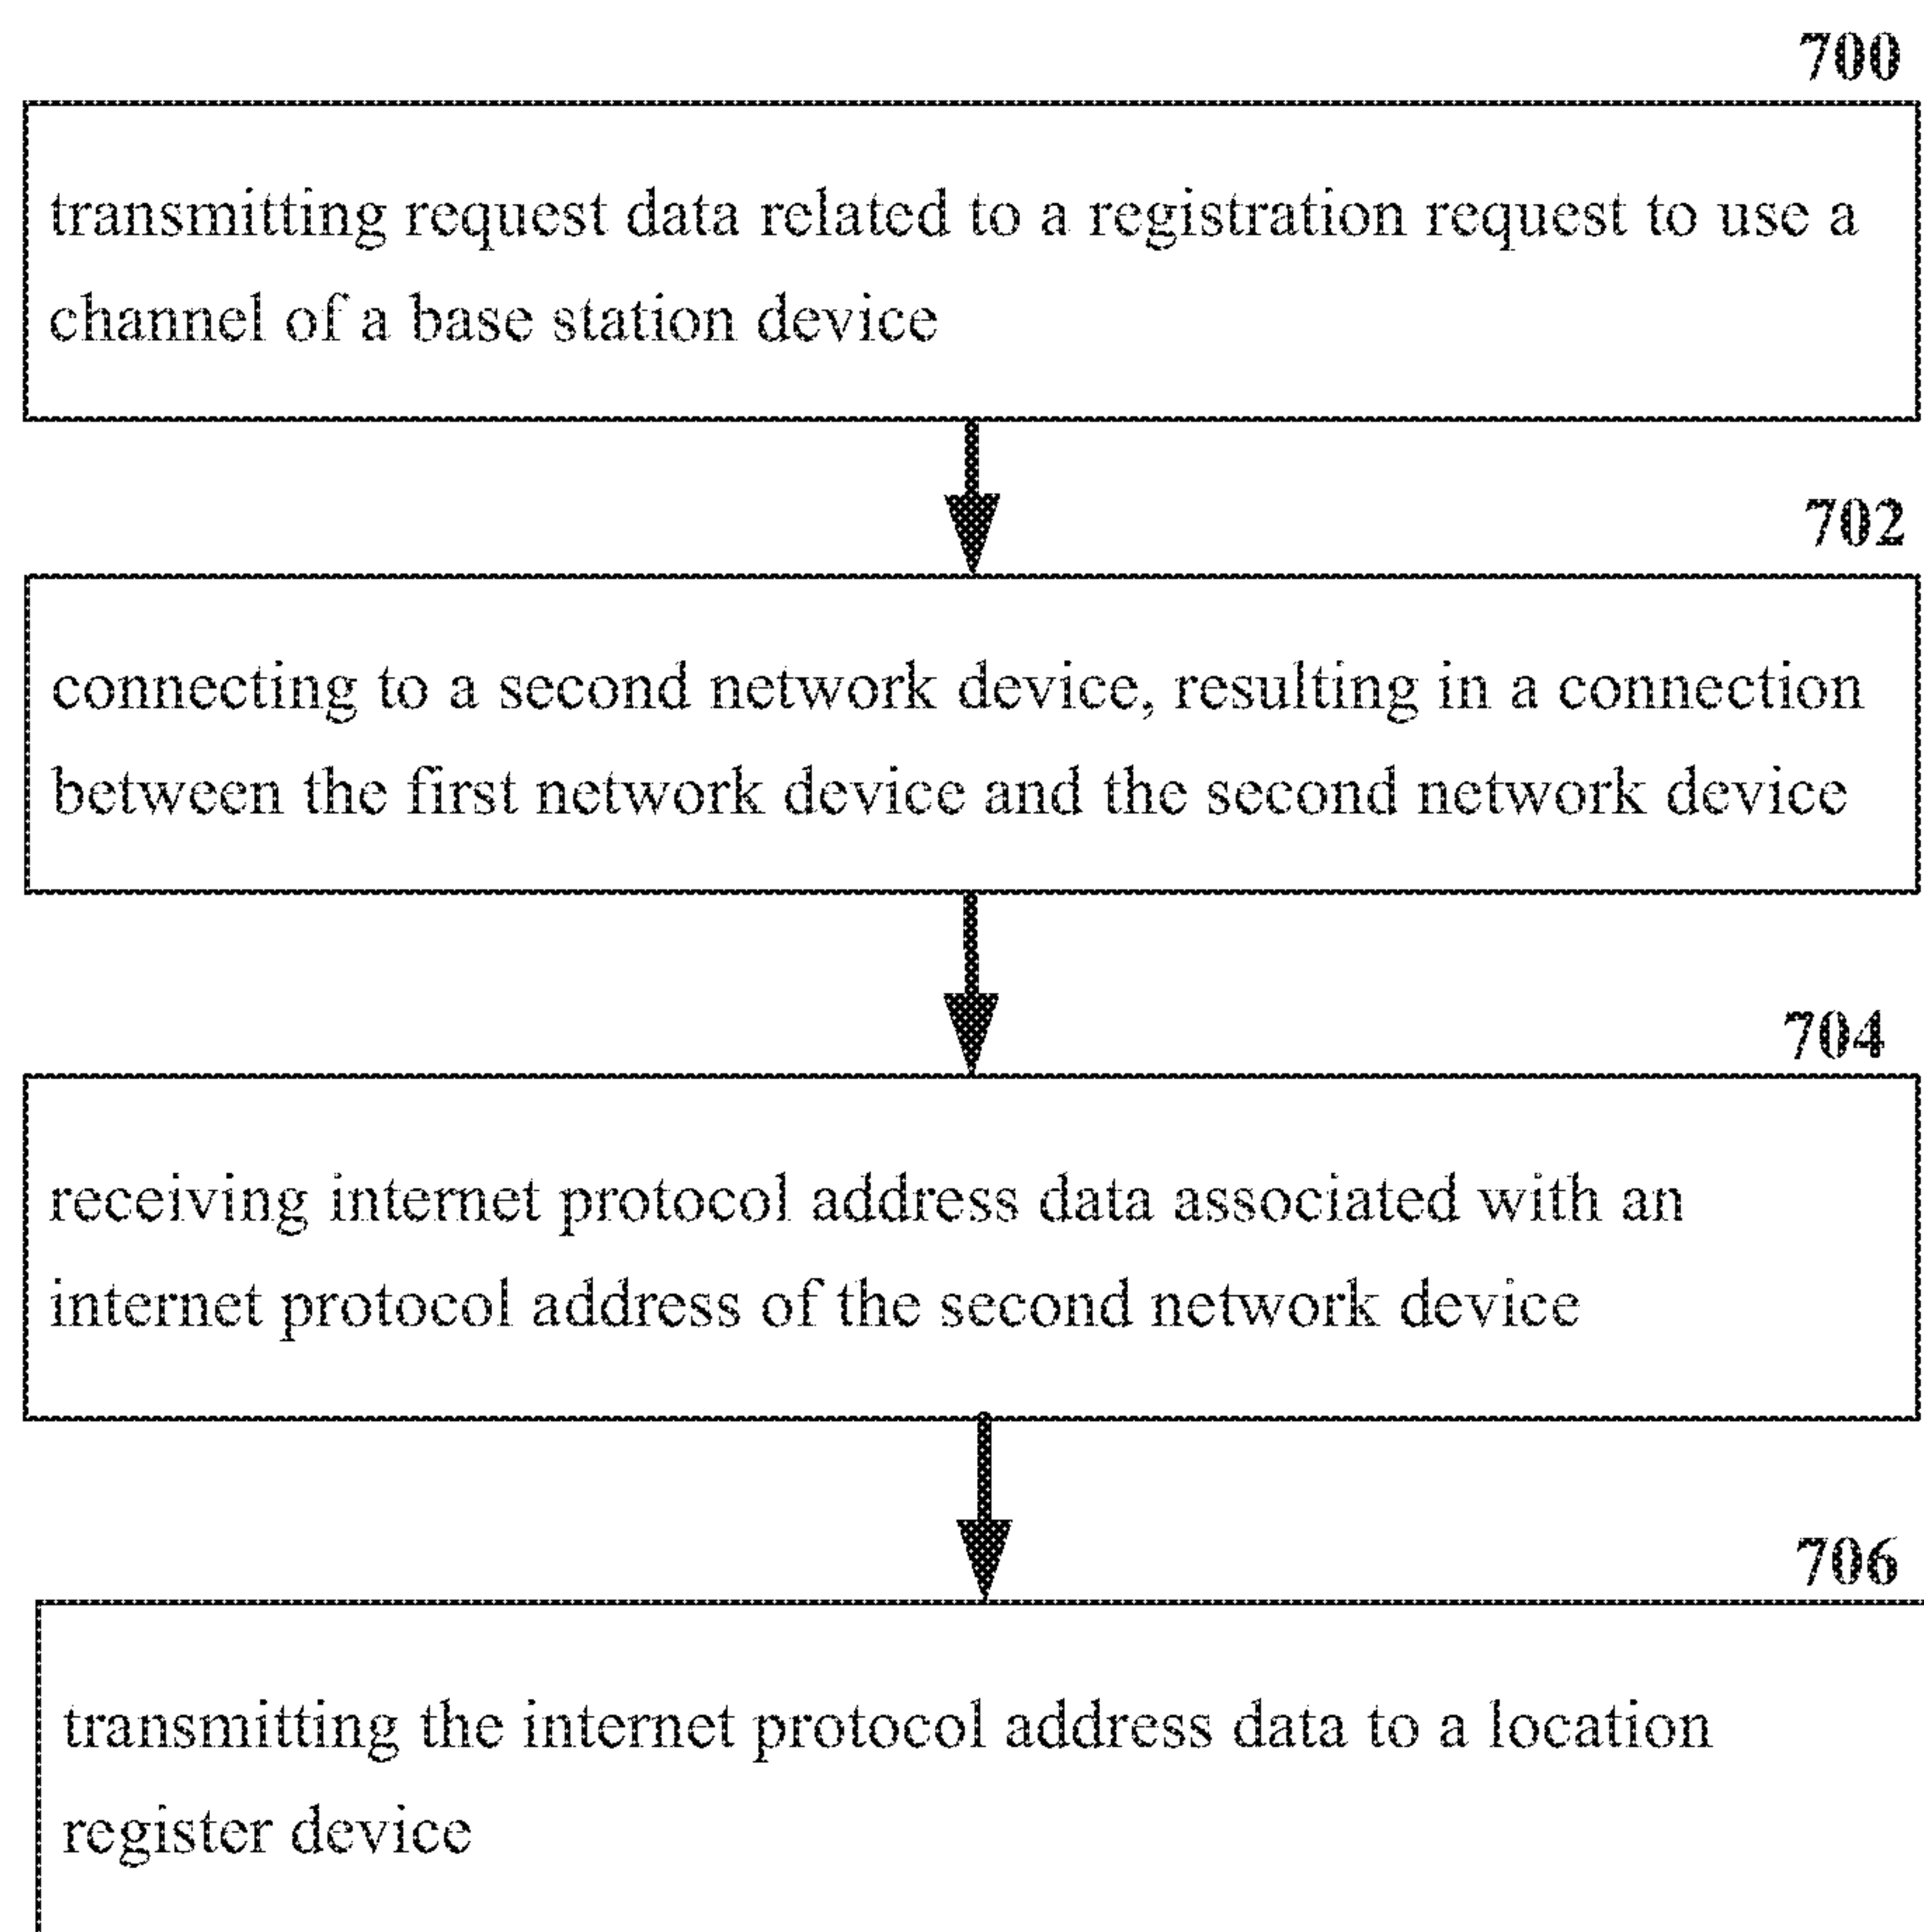 700
transmitting request data related to a registration request to use a
channel of a base station device
702
connecting to a second network device, resulting in a connection
between the first network device and the second network device
704
receiving internet protocol address data associated with an
internet protocol address of the second network device
706
transmitting the internet protocol address data to a location
register device